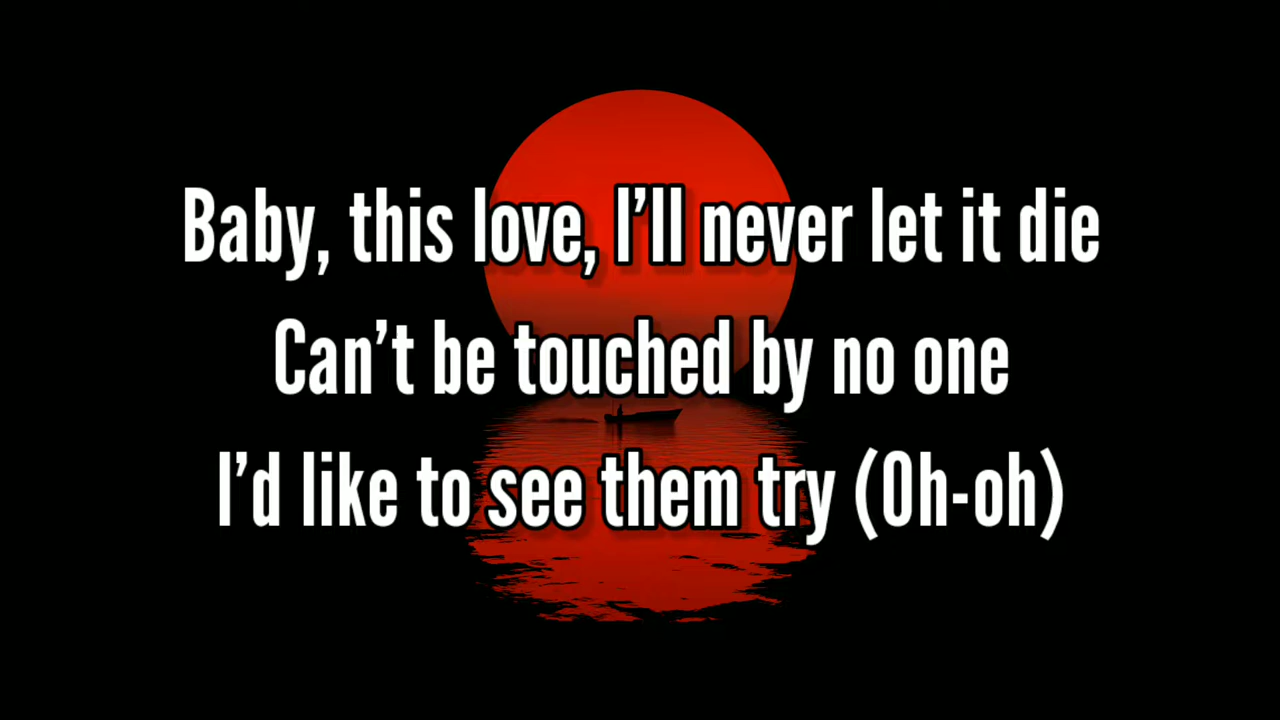 Baby, this love, I’ll never let it die
Can’t be touched by no one
I’d like to see them try (Oh-oh)